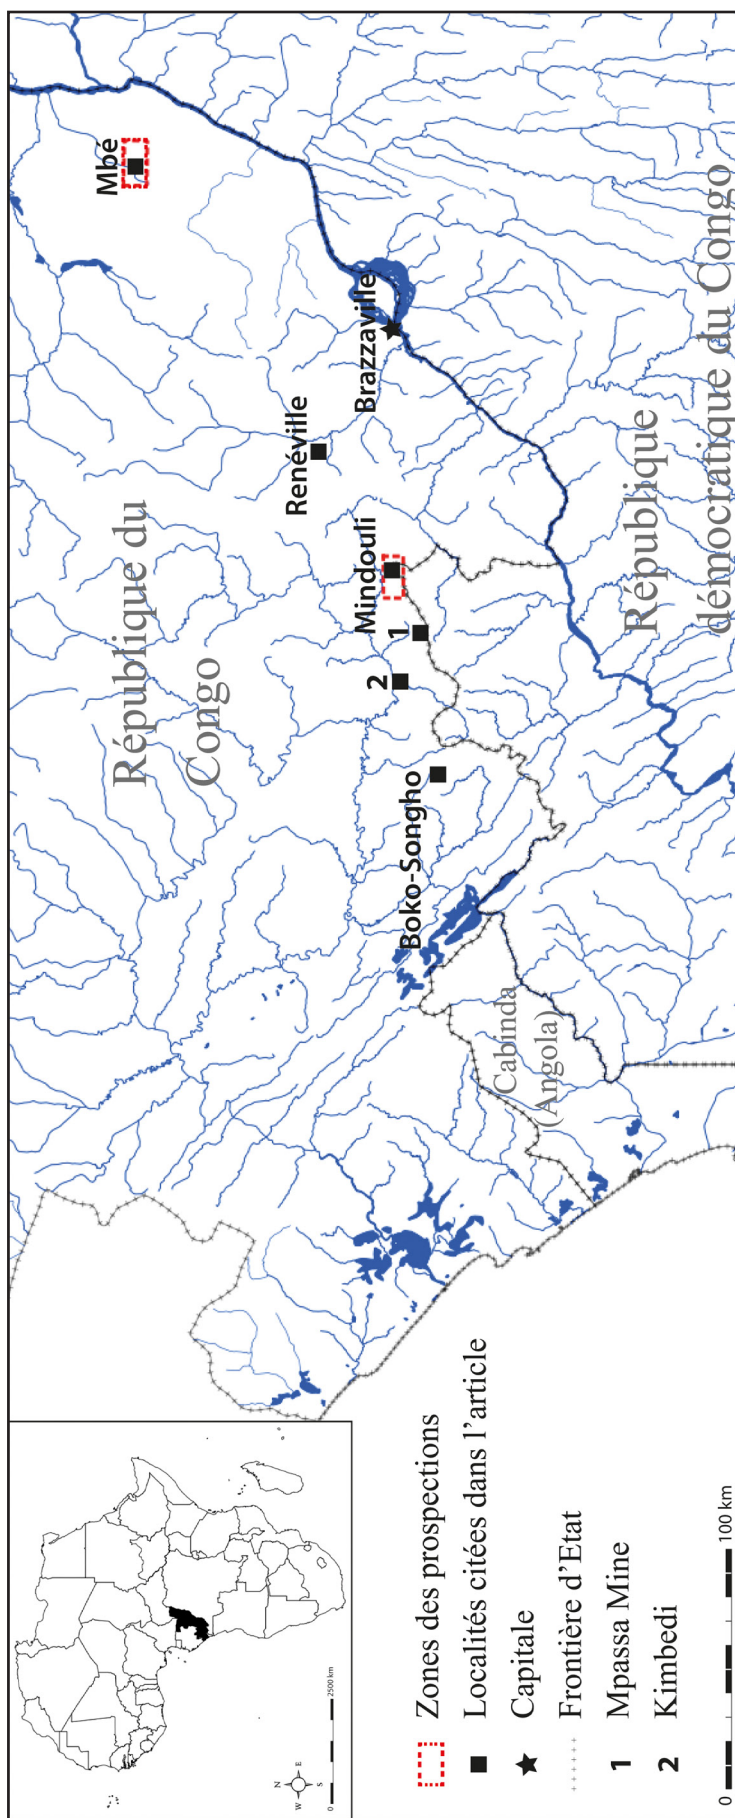 Mbé
République du
Congo
Renéville
Brazzaville
Mindouli
1
2
Boko-Songho
République
démocratique du Congo
Cabinda
(Angola)
N
W
E
S
0
2500 km
Zones des prospections
Localités citées dans l'article
Capitale
Frontière d'Etat
1 Mpassa Mine
2 Kimbedi
0
100 km